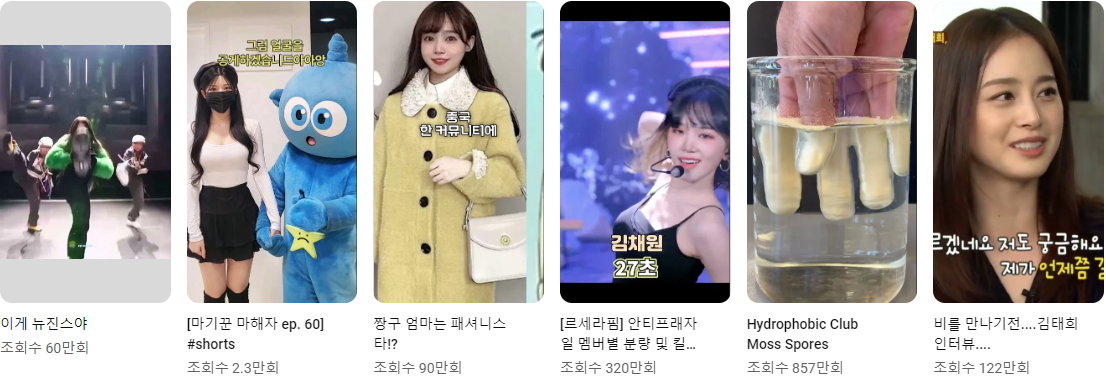 그럼 얼굴을
공개하겠습니드아아앙
중국
한 커뮤니티에
김채원
27초
르겠네요 저도 궁금해요
제가 언제쯤 결
이게 뉴진스야
조회수 60만회
[마기꾼 마해자 ep. 60]
#shorts
조회수 2.3만회
짱구 엄마는 패셔니스
타!?
조회수 90만회
[르세라핌] 안티프래자
일 멤버별 분량 및 킬...
조회수 320만회
Hydrophobic Club
Moss Spores
조회수 857만회
비를 만나기전....김태희
인터뷰....
조회수 122만회